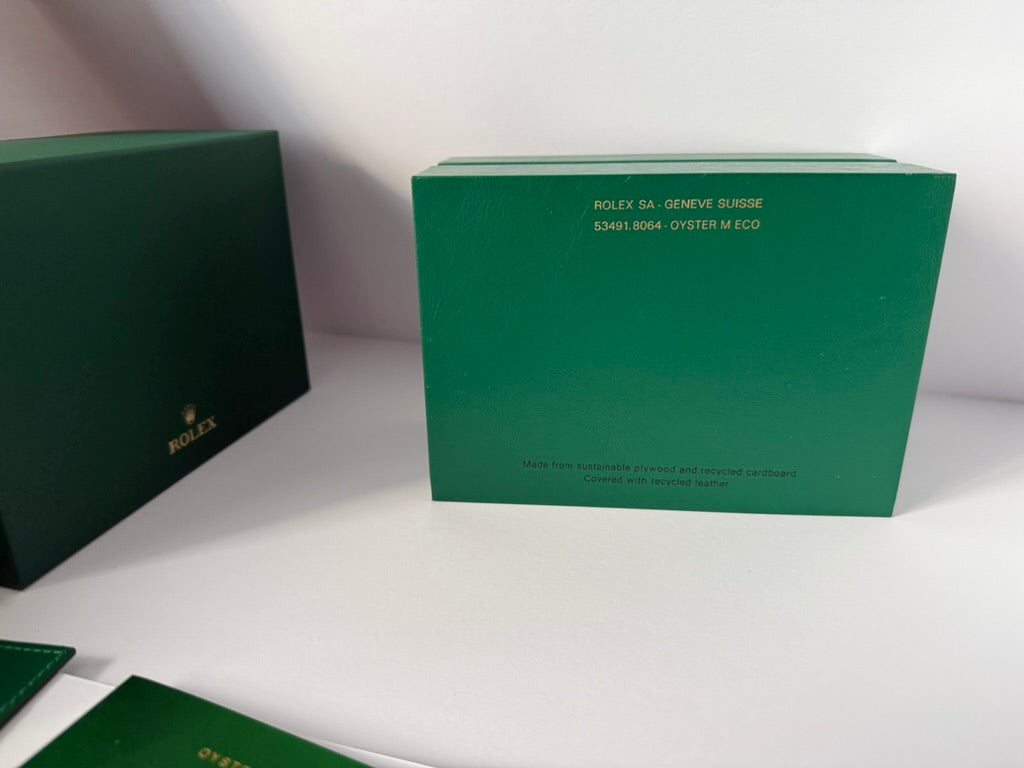 ROLEX SA - GENEVE SUISSE
53491.8064 - OYSTER M ECO
ROLEX
Made from sustainable plywood and recycled cardboard
Covered with recycled leather